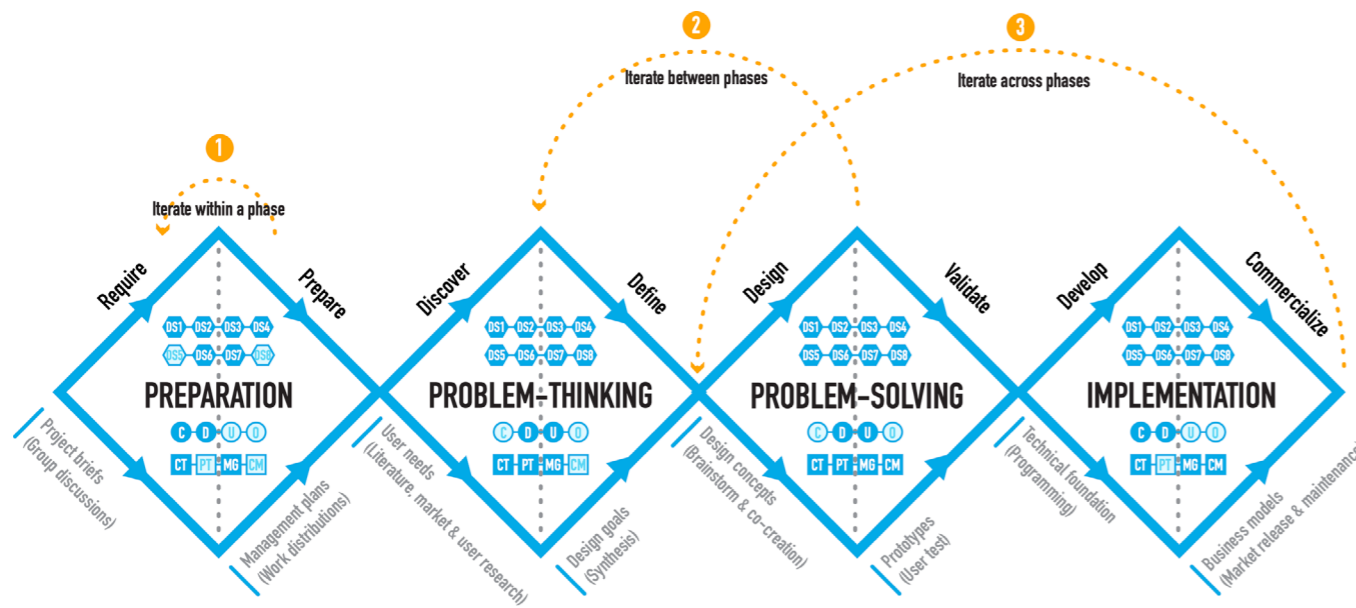 2
3
Iterate between phases
Iterate across phases
1
Iterate within a phase
Require
Prepare
Discover
Define
Design
Validate
Develop
Commercialize
DS1 DS2 DS3 DS4
DS5 DS6 DS7 DS8
PREPARATION
C D U O
CT PT MG CM
DS1 DS2 DS3 DS4
DS5 DS6 DS7 DS8
PROBLEM-THINKING
C D U O
CT PT MG CM
DS1 DS2 DS3 DS4
DS5 DS6 DS7 DS8
PROBLEM-SOLVING
C D U O
CT PT MG CM
DS1 DS2 DS3 DS4
DS5 DS6 DS7 DS8
IMPLEMENTATION
C D U O
CT PT MG CM
Project briefs
(Group discussions)
Management plans
(Work distributions)
User needs
(Literature, market & user research)
Design goals
(Synthesis)
Design concepts
(Brainstorm & co-creation)
Prototypes
(User test)
Technical foundation
(Programming)
Business models
(Market release & maintenance)